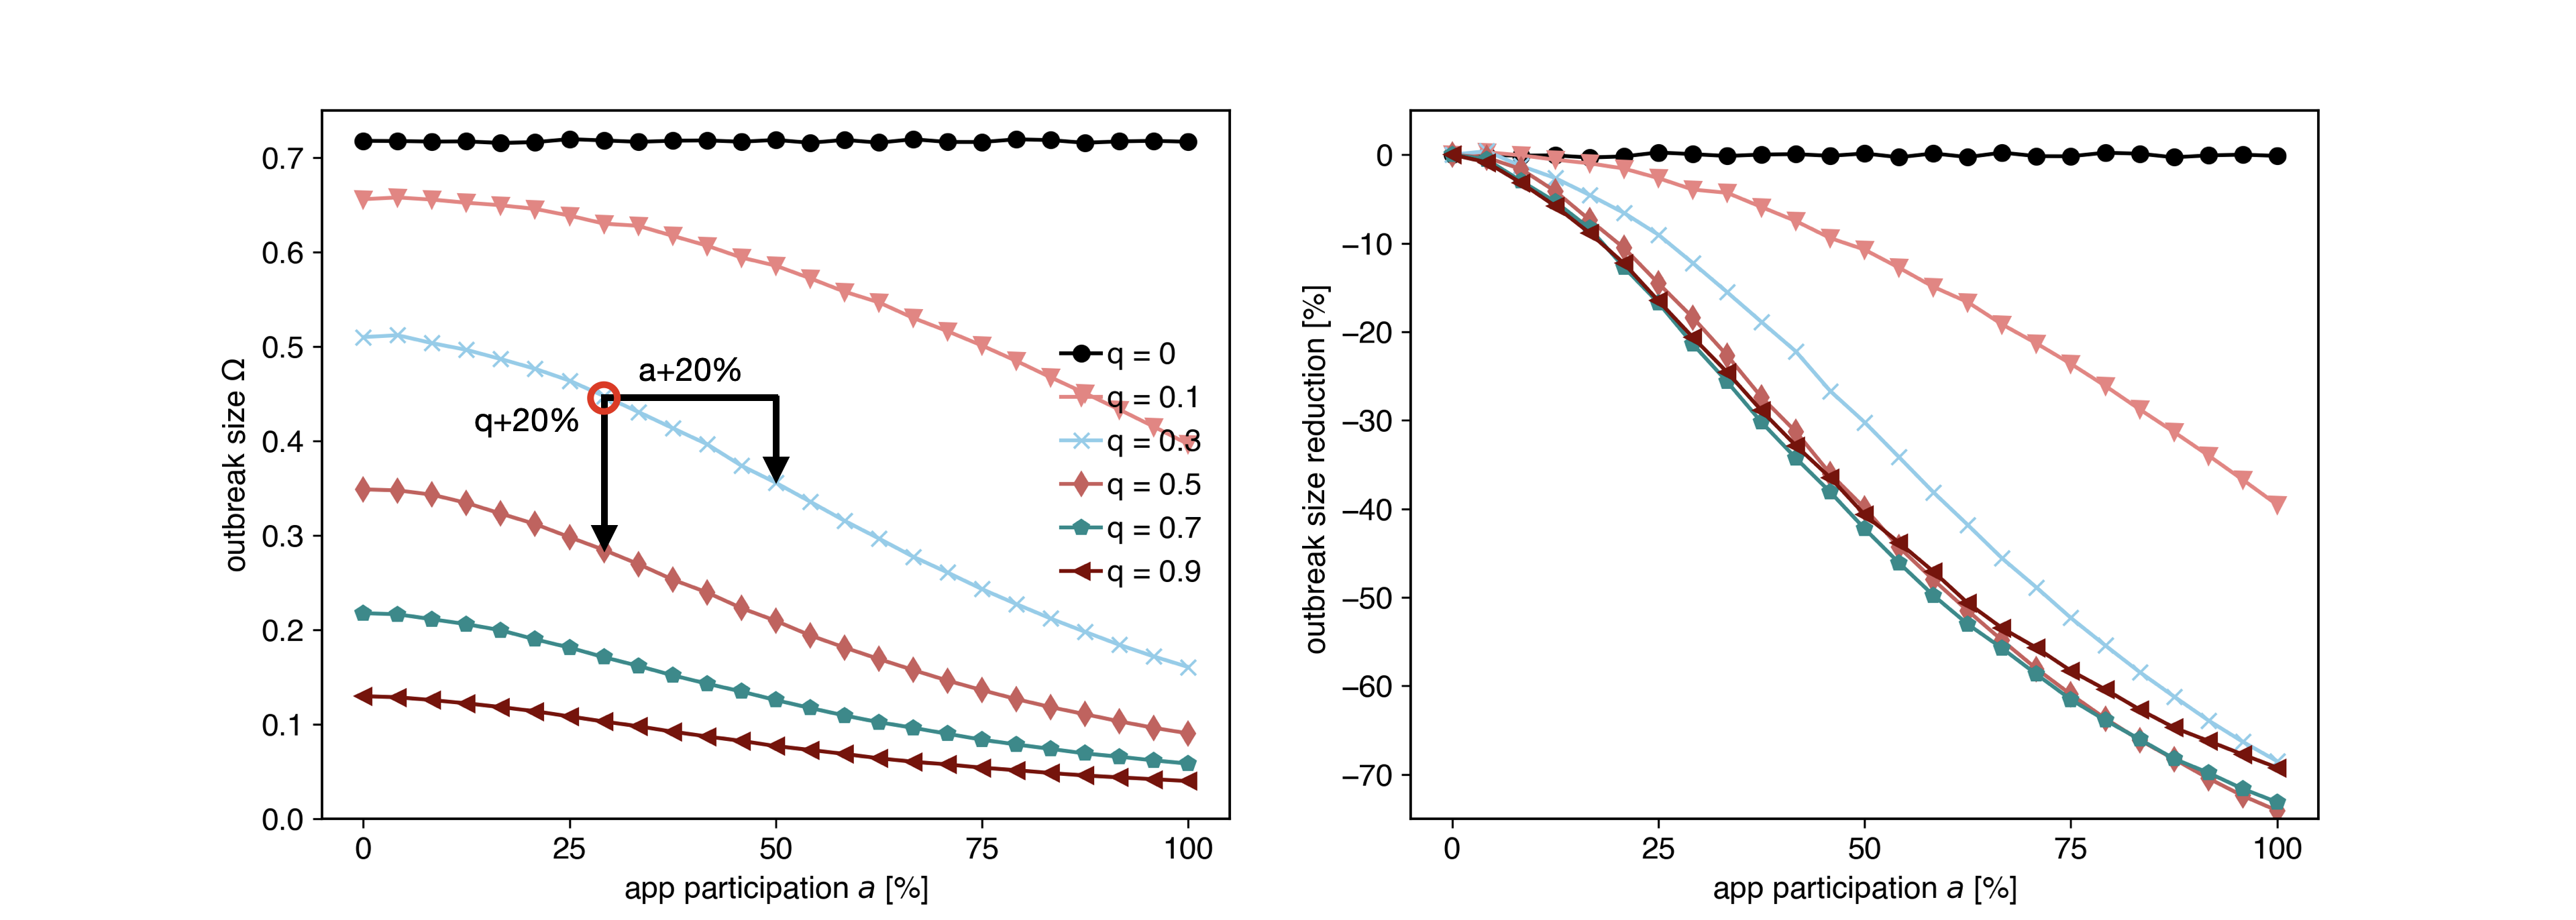 outbreak size Ω
0.7
0.6
0.5
0.4
0.3
0.2
0.1
0.0
a+20%
q+20%
q = 0
q = 0.1
q = 0.3
q = 0.5
q = 0.7
q = 0.9
0 25 50 75 100
app participation a [%]
outbreak size reduction [%]
0
−10
−20
−30
−40
−50
−60
−70
0 25 50 75 100
app participation a [%]